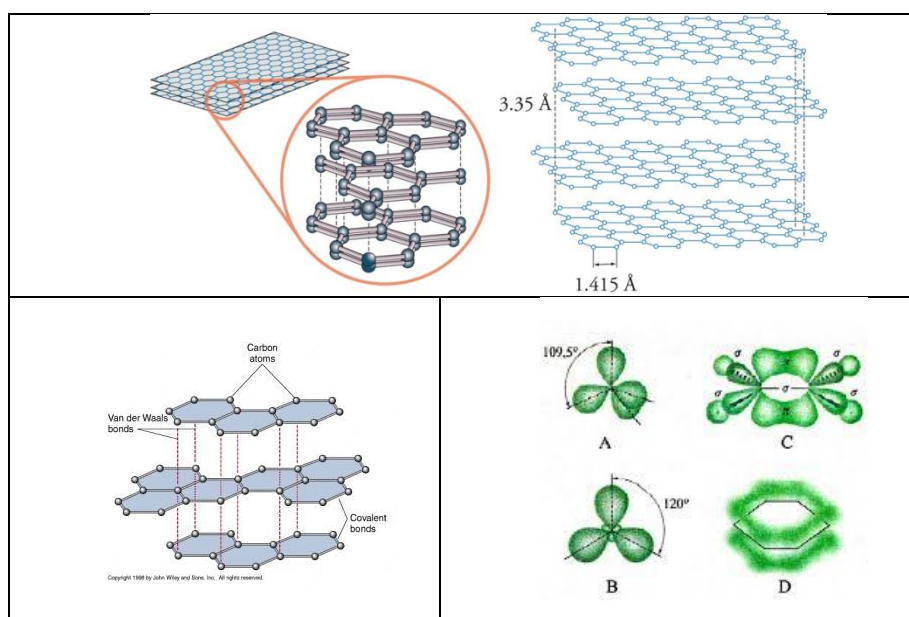 3.35 Å
1.415 Å
Carbon
atoms
Van der Waals
bonds
Covalent
bonds
Copyright 1998 by John Wiley and Sons, Inc. All rights reserved.
109,5°
A
σ
σ
π
σ
σ
π
σ
C
120°
B
D